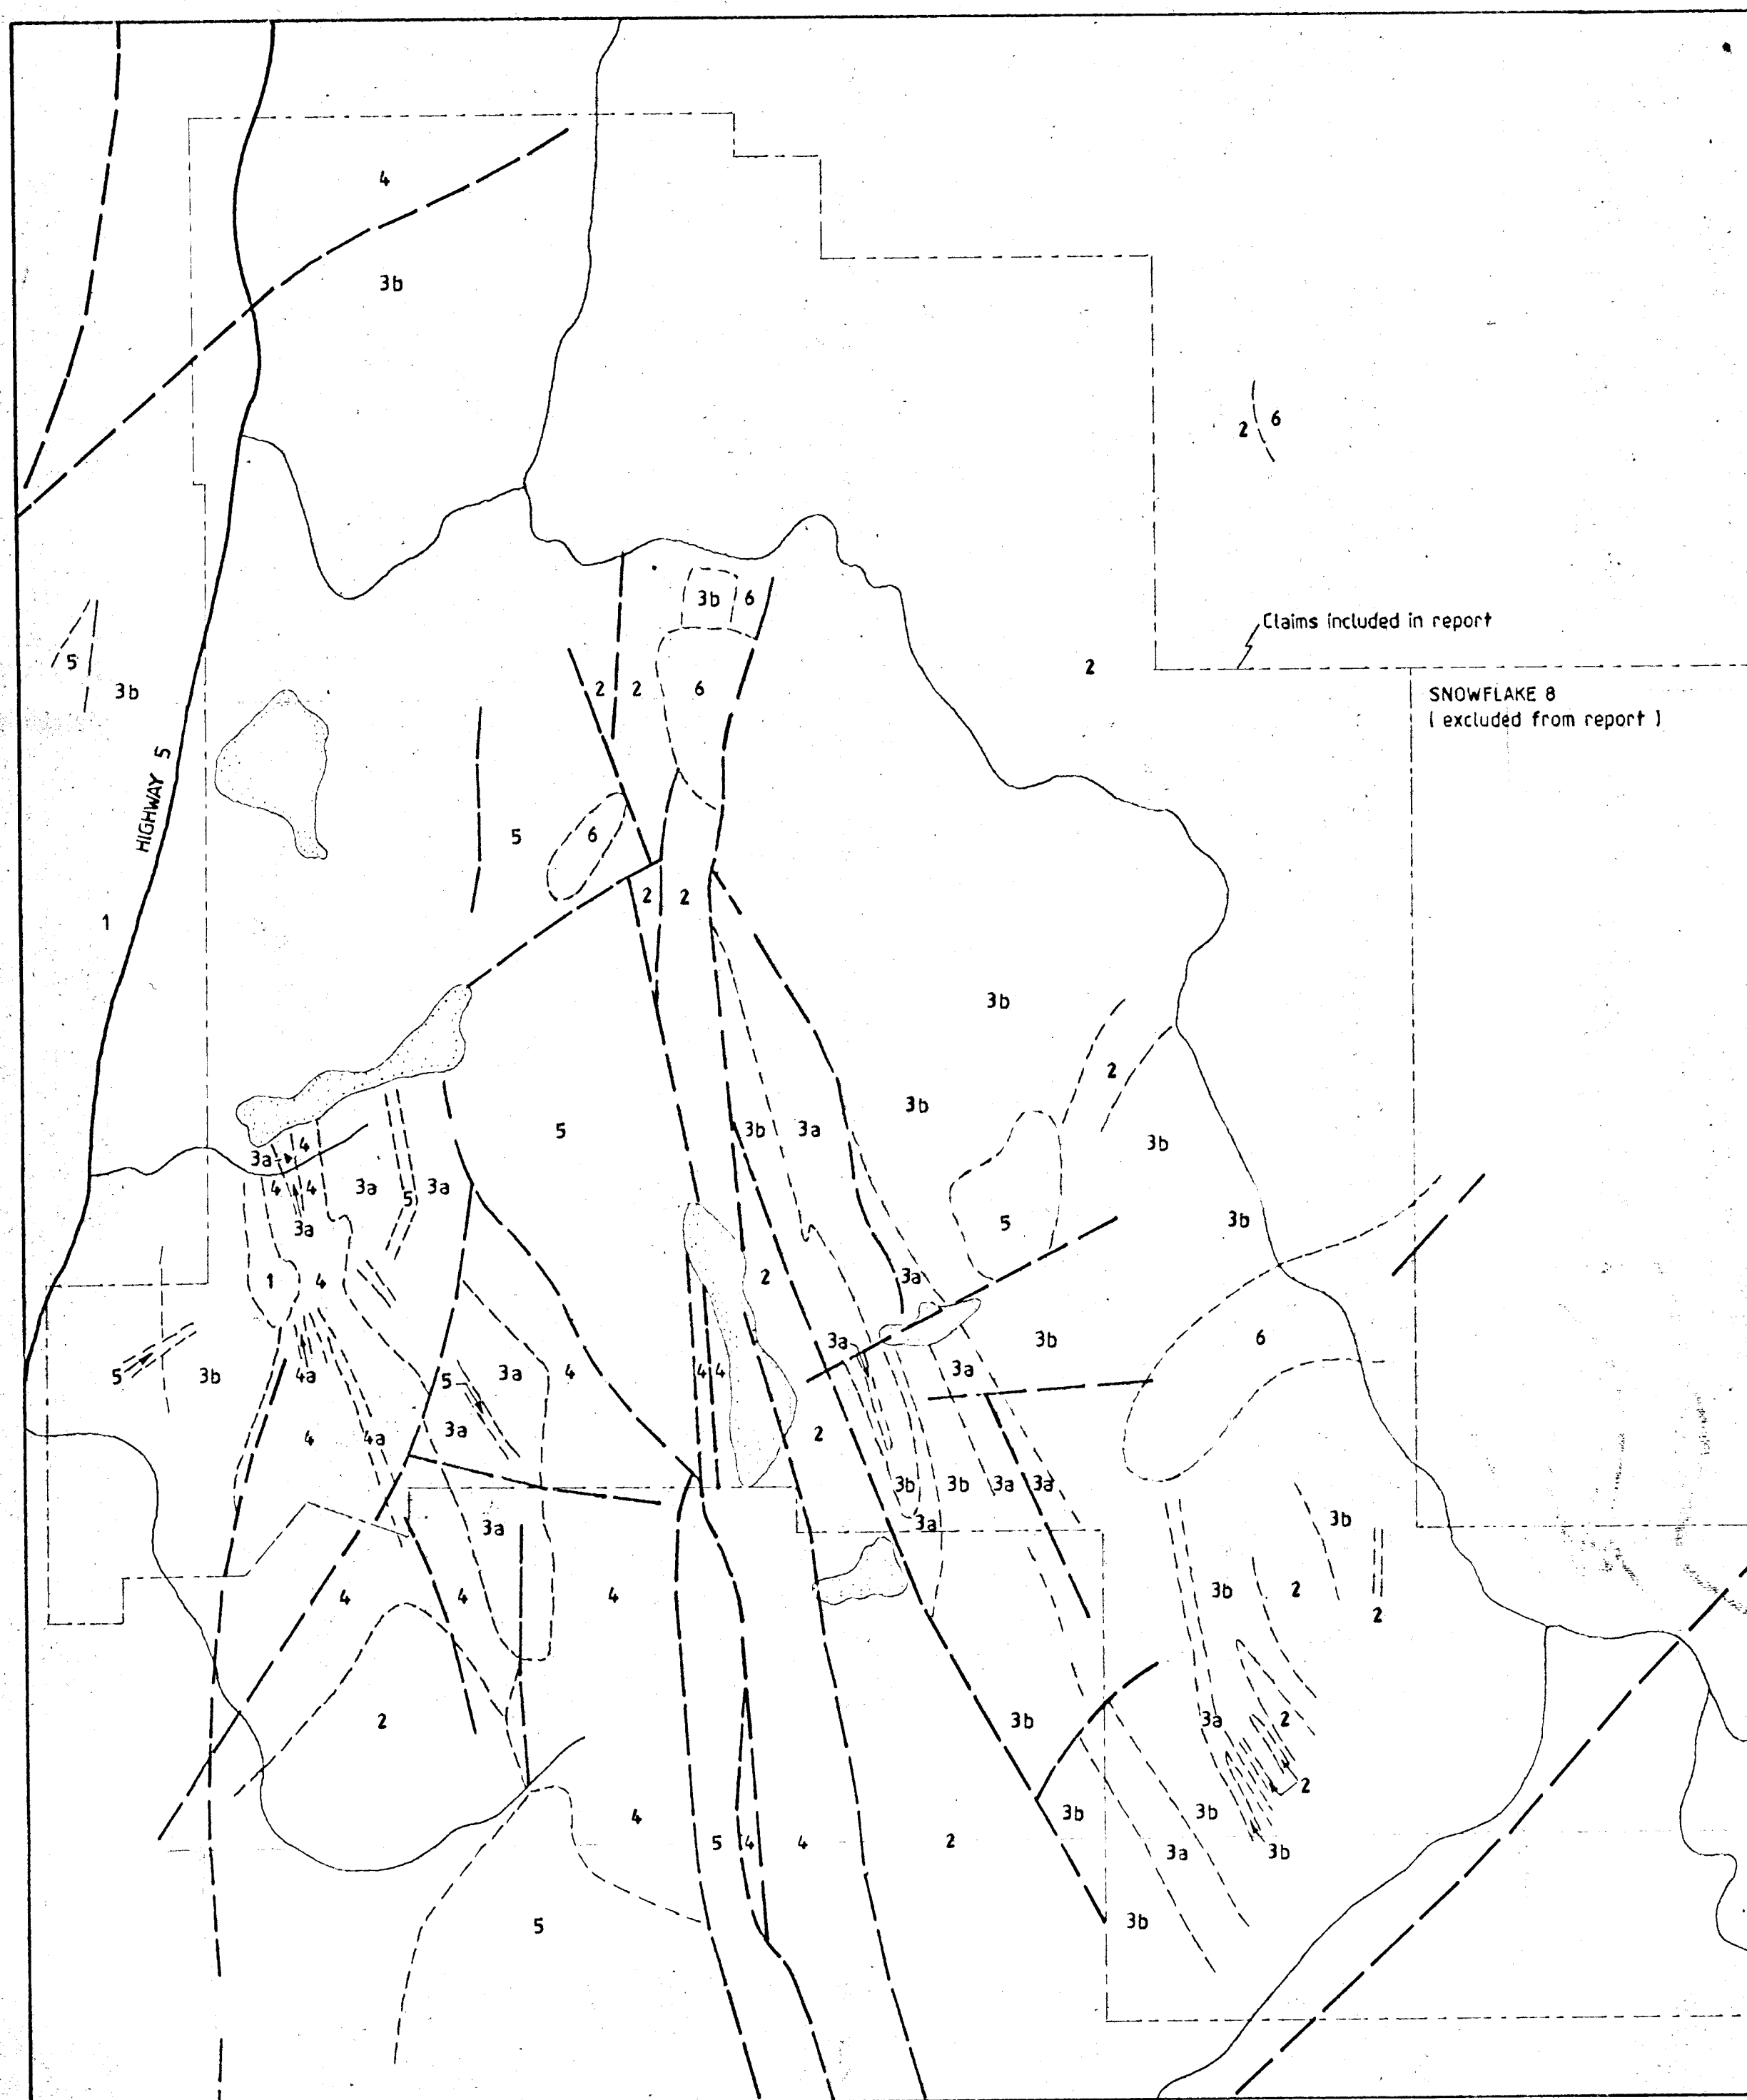 4
3b
2 6
3b 6
Claims included in report
5
3b
2 2 6
2
SNOWFLAKE 8
( excluded from report )
HIGHWAY 5
5 6
2 2
1
3b
2
3b
5
3b 3a
3b
4
3a
4 4 3a 5 3a
3a
5
3b
1 4
2
3a
6
3b
3a
3a
5
3b
4a
5
3a
4
4 4
4
4a
3a
2
3b 3b 3a 3a
3a
3b
3a
4
4
4
3b
2
2
2
3b
3a
2
2
4
3b
3b
5 4 4
2
3a
3b
5
3b